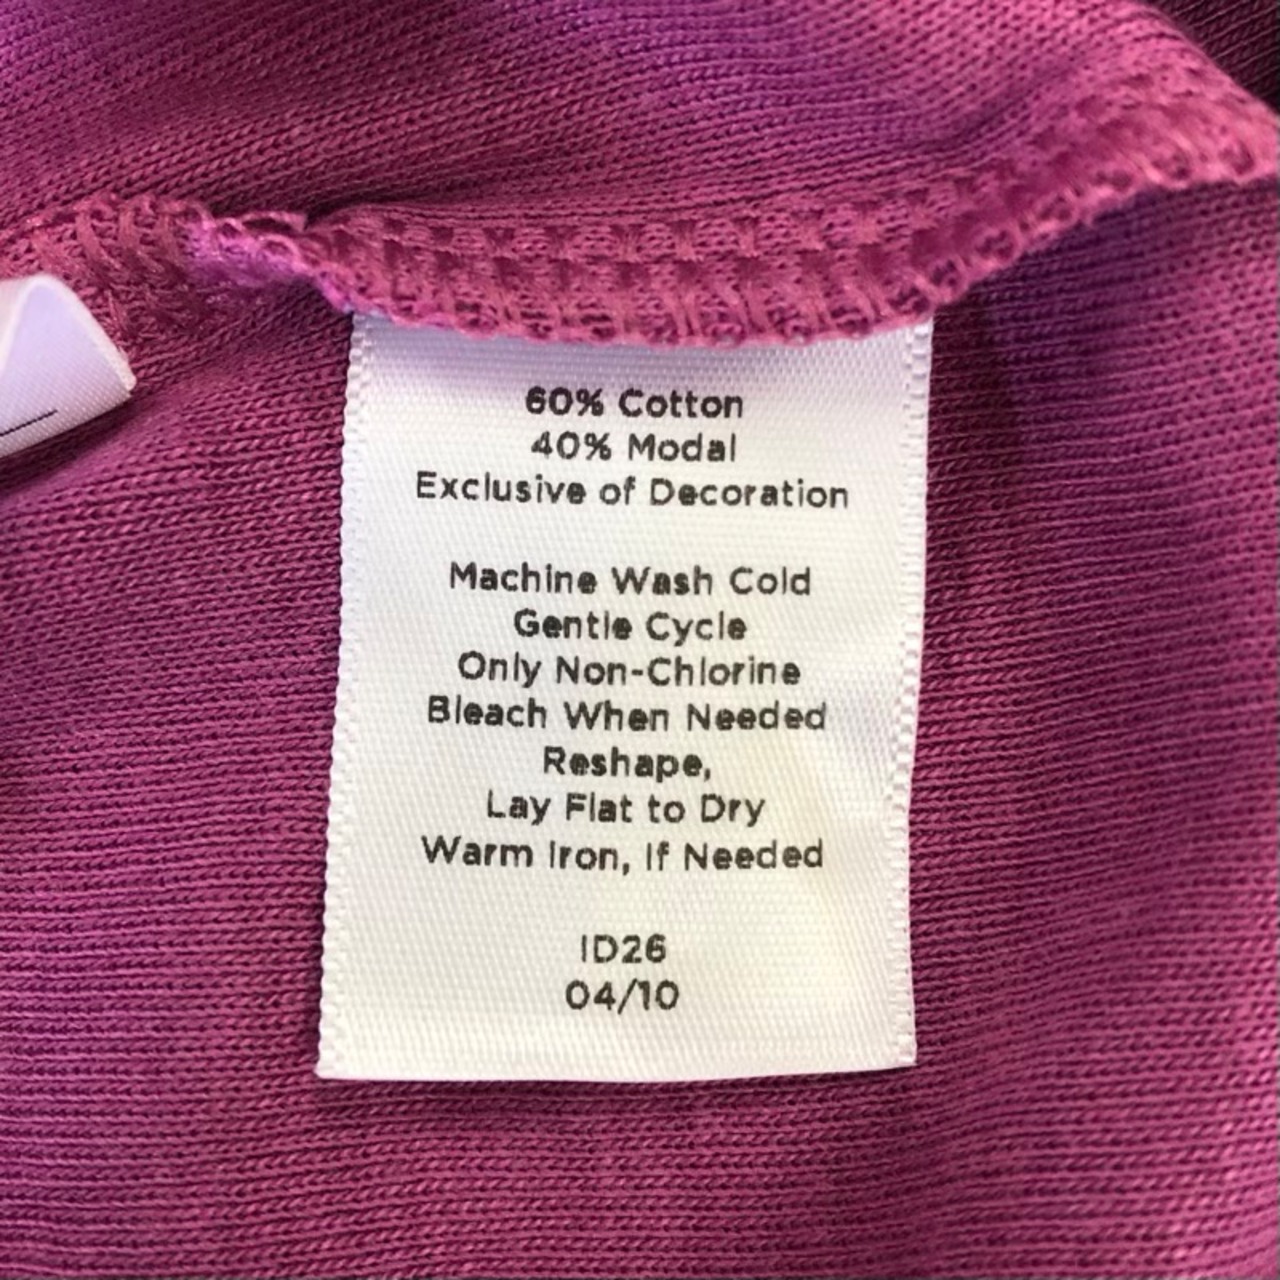 60% Cotton
40% Modal
Exclusive of Decoration
Machine Wash Cold
Gentle Cycle
Only Non-Chlorine
Bleach When Needed
Reshape,
Lay Flat to Dry
Warm Iron, If Needed
ID26
04/10